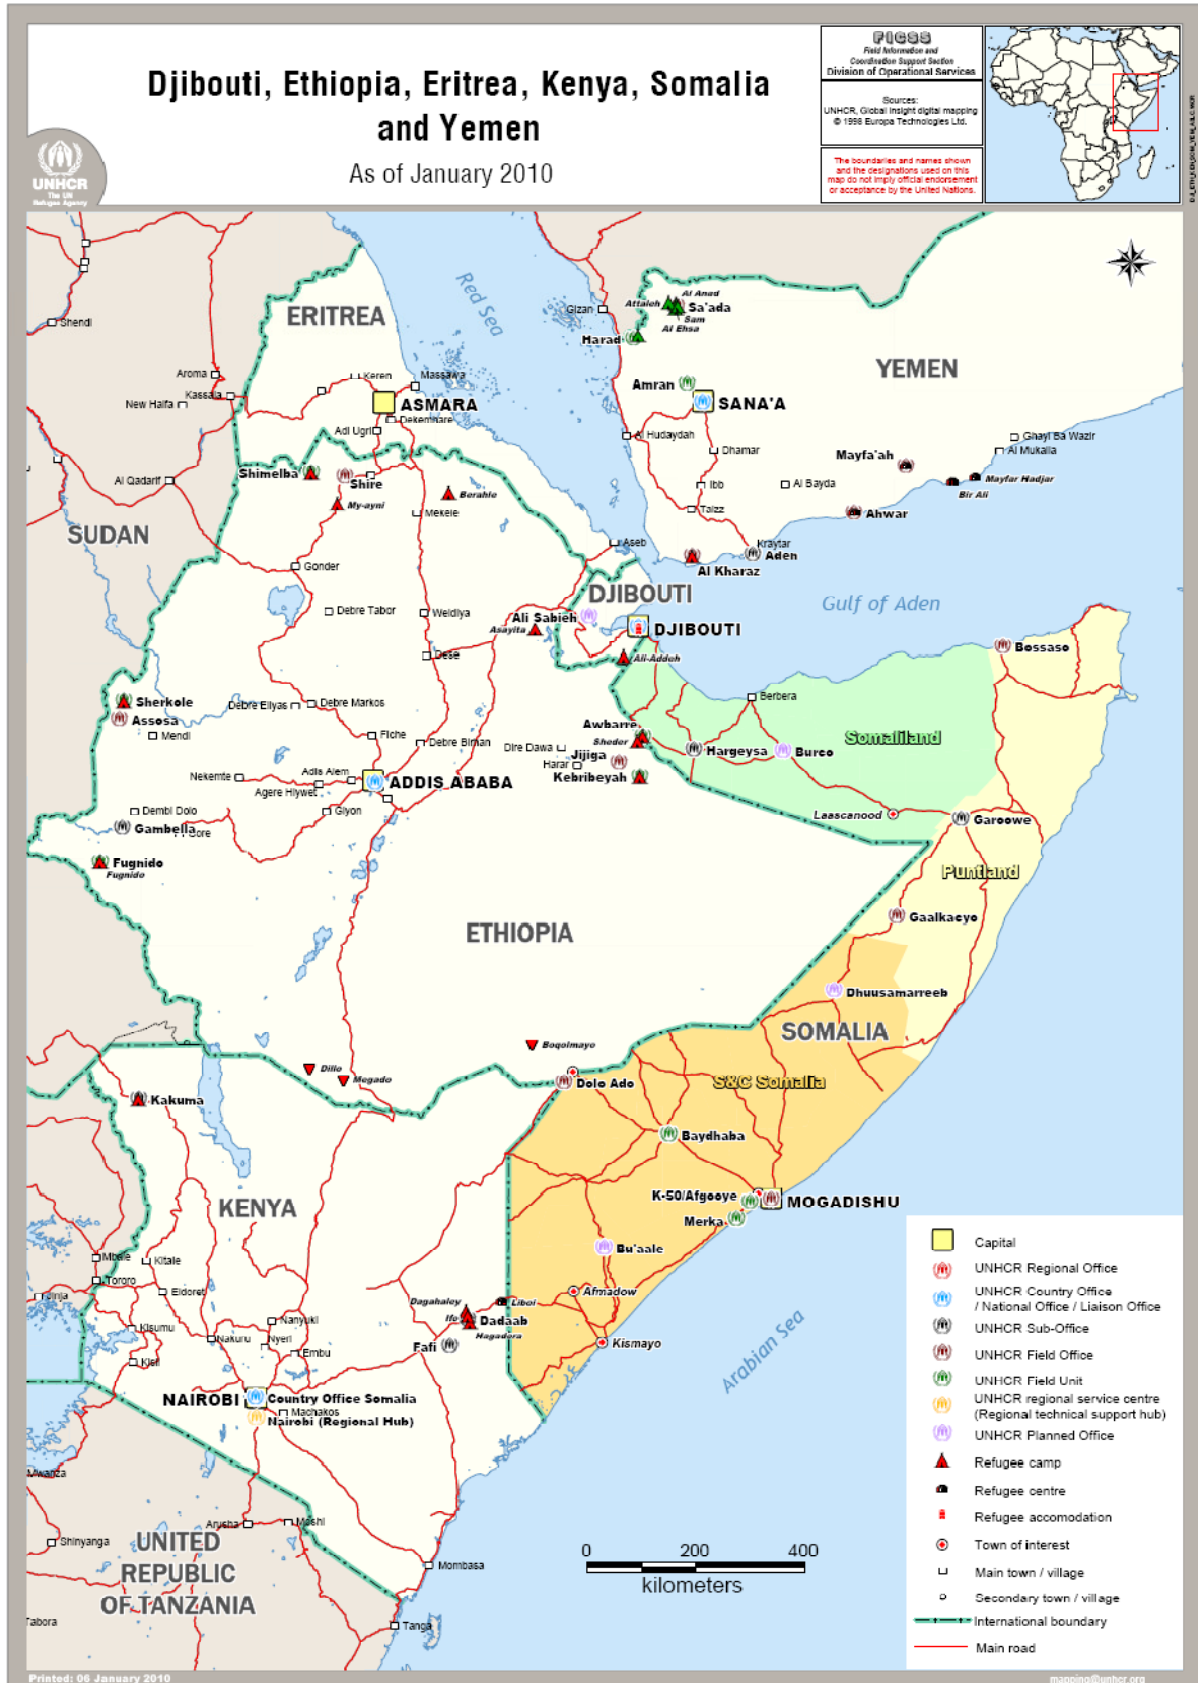 Djibouti, Ethiopia, Eritrea, Kenya, Somalia
and Yemen
As of January 2010
UNHCR
The UN
Refugee Agency
FICSS
Field Information and
Coordination Support Section
Division of Operational Services
Sources:
UNHCR, Global Insight digital mapping
© 1998 Europa Technologies Ltd.
The boundaries and names shown
and the designations used on this
map do not imply official endorsement
or acceptance by the United Nations.
Red Sea
ERITREA
Shendi
Gizan
Attaleh
Al Anad
Sa'ada
Sam
Harad
YEMEN
Aroma
Kassala
New Halfa
Keren
Massawa
ASMARA
Dekemhare
Adi Ugri
Amran
SANA'A
Al Hudaydah
Dhamar
Ghayl Ba Wazir
Al Mukalla
Mayfa'ah
Mayfar Hadjar
Bir Ali
Al Qadarif
Shimelba
Shire
My-ayni
Berahle
Mekele
Ibb
Al Bayda
Taizz
Ahwar
SUDAN
Aseb
Kraytar
Aden
Al Kharaz
Gonder
DJIBOUTI
Gulf of Aden
Debre Tabor
Weldiya
Ali Sabieh
Asayita
DJIBOUTI
Dese
Ali-Addeh
Bossaso
Sherkole
Assosa
Mendi
Debre Eliyas
Debre Markos
Berbera
Awbarre
Sheder
Somaliland
Fiche
Debre Birhan
Dire Dawa
Harar
Jijiga
Hargeysa
Burco
Kebribeyah
Nekemte
Adis Alem
Agere Hiywet
ADDIS ABABA
Giyon
Dembi Dolo
Gambella
Gore
Laascanood
Garoowe
Fugnido
Fugnido
Puntland
Gaalkacyo
ETHIOPIA
Dhuusamarreeb
SOMALIA
Boqolmayo
Dillo
Megado
Dolo Ado
S&C Somalia
Kakuma
Baydhaba
KENYA
K-50/Afgooye
MOGADISHU
Merka
Bu'aale
Mbale
Kitale
Tororo
Jinja
Eldoret
Afmadow
Dagahaley
Liboi
Ifo
Dadaab
Hagadera
Fafi
Kismayo
Kisumu
Nanyuki
Nakuru
Nyeri
Embu
Kisii
Arabian Sea
NAIROBI
Country Office Somalia
Machakos
Nairobi (Regional Hub)
Mwanza
Arusha
Moshi
Shinyanga
UNITED
REPUBLIC
OF TANZANIA
Mombasa
Tabora
Tanga
0 200 400
kilometers
Capital
UNHCR Regional Office
UNHCR Country Office
/ National Office / Liaison Office
UNHCR Sub-Office
UNHCR Field Office
UNHCR Field Unit
UNHCR regional service centre
(Regional technical support hub)
UNHCR Planned Office
Refugee camp
Refugee centre
Refugee accomodation
Town of interest
Main town / village
Secondary town / village
International boundary
Main road
Printed: 06 January 2010
mapping@unhcr.org